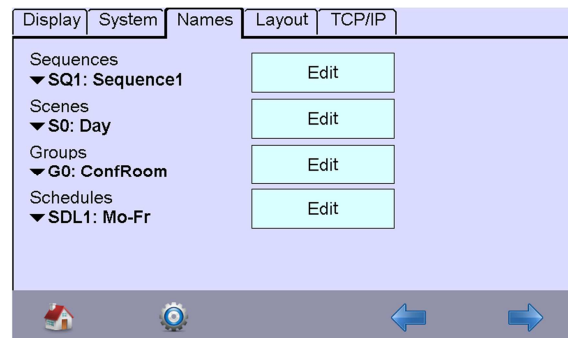 Display System Names Layout TCP/IP
Sequences
SQ1: Sequence1
Edit
Scenes
S0: Day
Edit
Groups
G0: ConfRoom
Edit
Schedules
SDL1: Mo-Fr
Edit